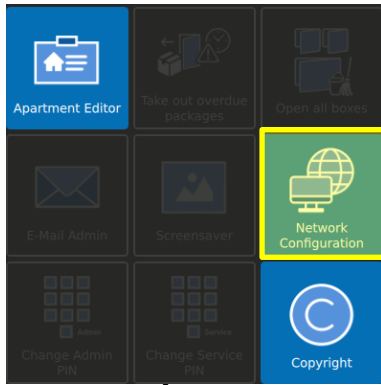 Apartment Editor
Take out overdue
packages
Open all boxes
E-Mail Admin
Screensaver
Network
Configuration
Admin
Change Admin
PIN
Service
Change Service
PIN
C
Copyright